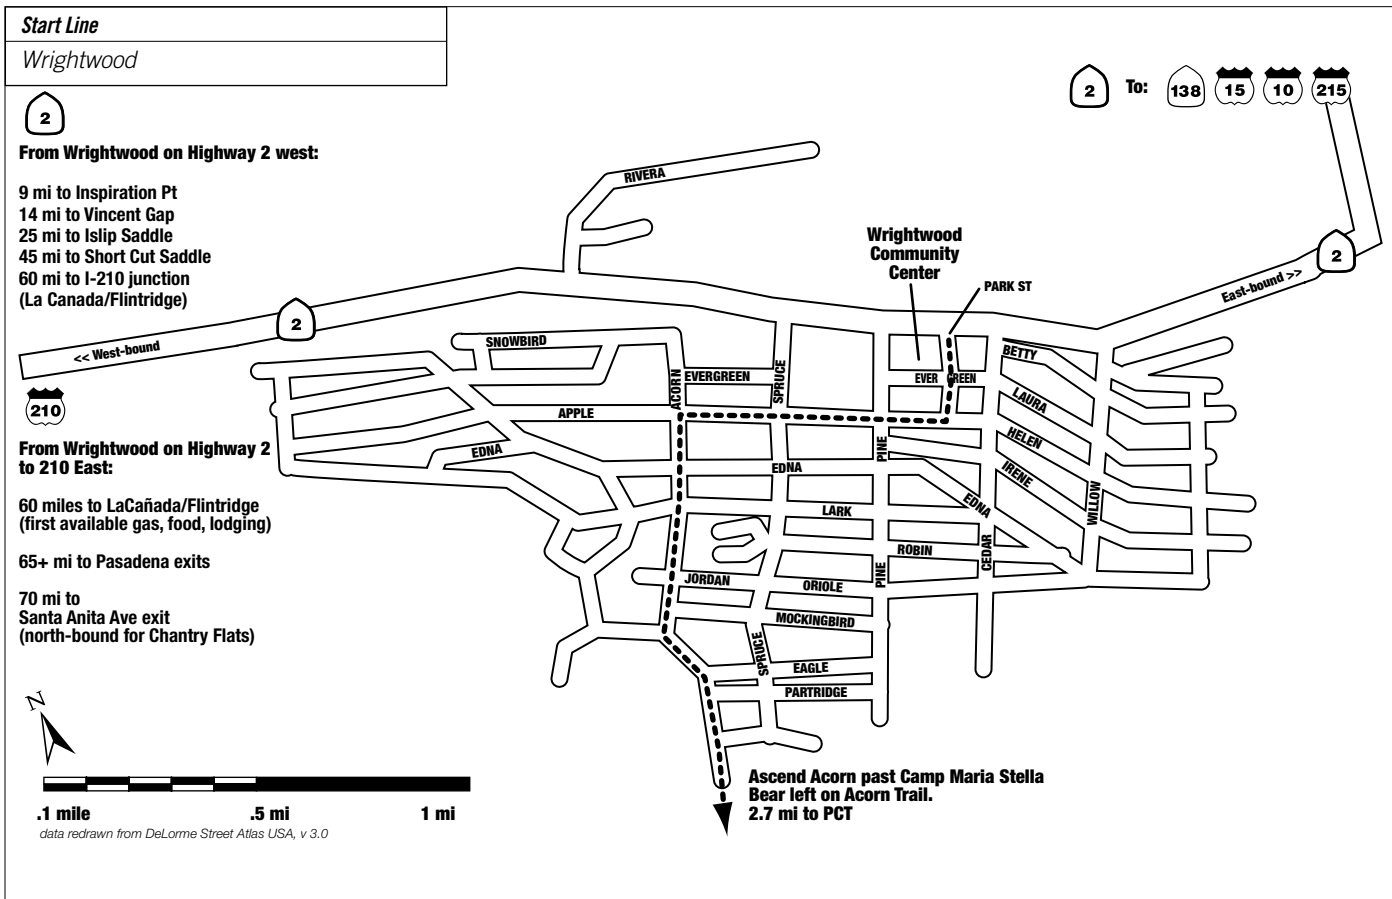 Start Line
Wrightwood
2
From Wrightwood on Highway 2 west:
9 mi to Inspiration Pt
14 mi to Vincent Gap
25 mi to Islip Saddle
45 mi to Short Cut Saddle
60 mi to I-210 junction
(La Canada/Flintridge)
<< West-bound
2
210
From Wrightwood on Highway 2
to 210 East:
60 miles to LaCañada/Flintridge
(first available gas, food, lodging)
65+ mi to Pasadena exits
70 mi to
Santa Anita Ave exit
(north-bound for Chantry Flats)
N
.1 mile .5 mi 1 mi
data redrawn from DeLorme Street Atlas USA, v 3.0
2 To: 138 15 10 215
2
East-bound >>
RIVERA
Wrightwood
Community
Center
PARK ST
SNOWBIRD
EVERGREEN
ACORN
SPRUCE
EVER GREEN
BETTY
LAURA
HELEN
IRENE
APPLE
EDNA
EDNA
PINE
EDNA
WILLOW
LARK
ROBIN
CEDAR
JORDAN
ORIOLE
PINE
MOCKINGBIRD
SPRUCE
EAGLE
PARTRIDGE
Ascend Acorn past Camp Maria Stella
Bear left on Acorn Trail.
2.7 mi to PCT